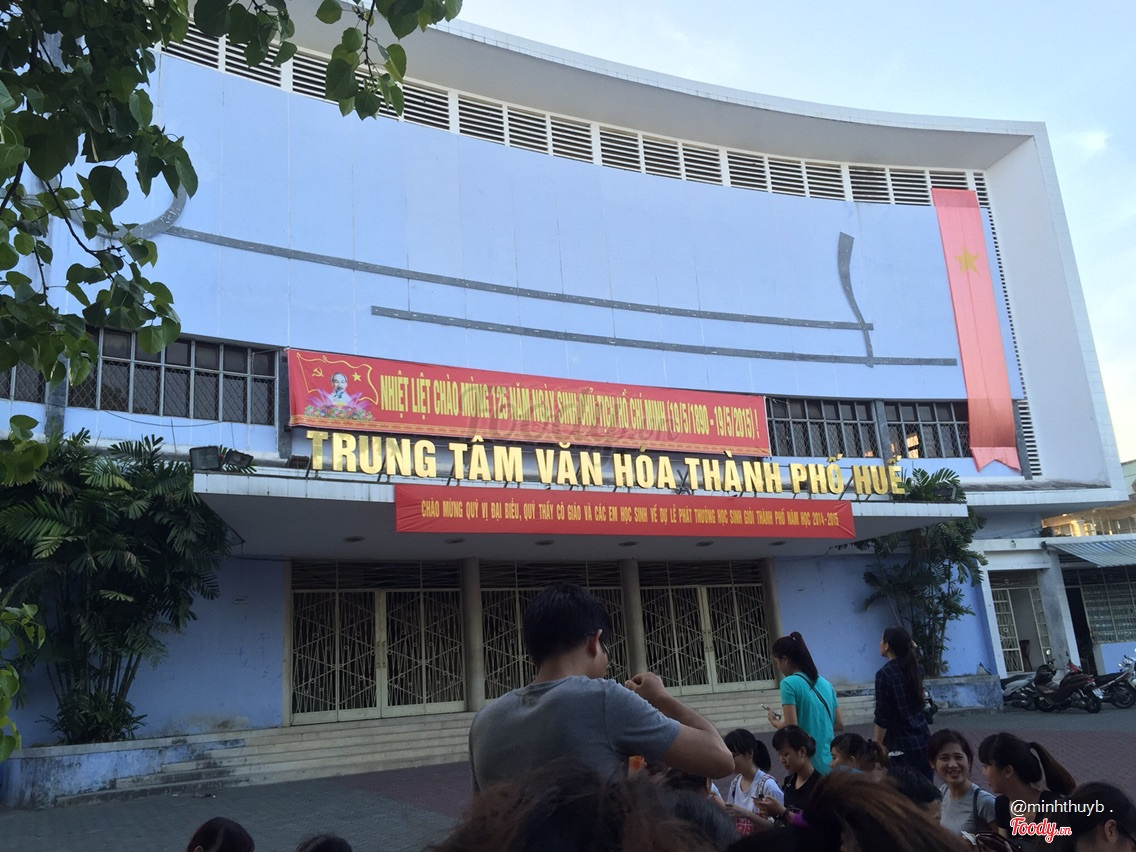 NHIỆT LIỆT CHÀO MỪNG 125 NĂM NGÀY SINH CHỦ TỊCH HỒ CHÍ MINH (19/5/1890 - 19/5/2015) !
TRUNG TÂM VĂN HÓA THÀNH PHỐ HUẾ
CHÀO MỪNG QUÝ VỊ ĐẠI BIỂU, QUÝ THẦY CÔ GIÁO VÀ CÁC EM HỌC SINH VỀ DỰ LỄ PHÁT THƯỞNG HỌC SINH GIỎI THÀNH PHỐ NĂM HỌC 2014-2015
@minhthuyb .
Foody.vn